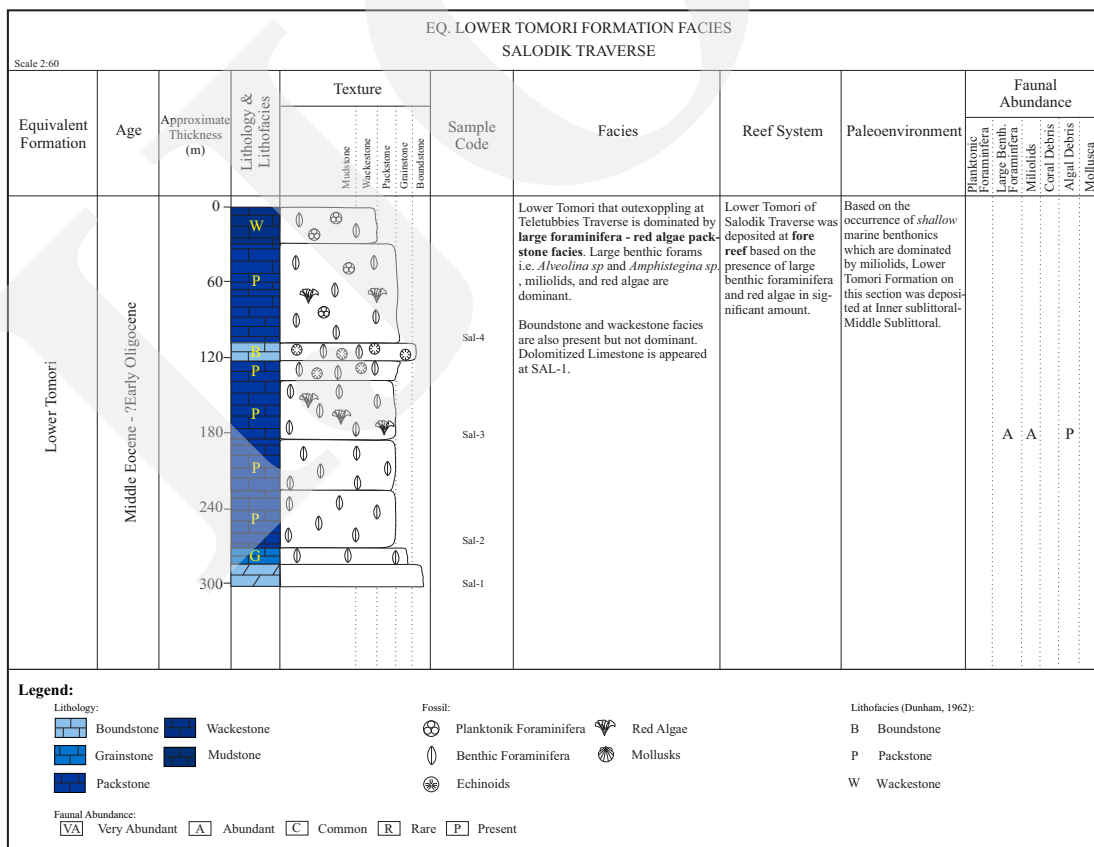 EQ. LOWER TOMORI FORMATION FACIES
SALODIK TRAVERSE
Scale 2:60
Equivalent
Formation
Age
Approximate
Thickness
(m)
Lithology &
Lithofacies
Texture
Mudstone
Wackestone
Packstone
Grainstone
Boundstone
Sample
Code
Facies
Reef System
Paleoenvironment
Faunal
Abundance
Planktonic
Foraminifera
Large Benth.
Foraminifera
Miliolids
Coral Debris
Algal Debris
Mollusca
Lower Tomori
Middle Eocene - ?Early Oligocene
0
60
120
180
240
300
W
P
B
P
P
P
P
G
Sal-4
Sal-3
Sal-2
Sal-1
Lower Tomori that outexoppling at
Teletubbies Traverse is dominated by
large foraminifera - red algae pack-
stone facies. Large benthic forams
i.e. Alveolina sp and Amphistegina sp.
, miliolids, and red algae are
dominant.
Boundstone and wackestone facies
are also present but not dominant.
Dolomitized Limestone is appeared
at SAL-1.
Lower Tomori of
Salodik Traverse was
deposited at fore
reef based on the
presence of large
benthic foraminifera
and red algae in sig-
nificant amount.
Based on the
occurrence of shallow
marine benthonics
which are dominated
by miliolids, Lower
Tomori Formation on
this section was deposi-
ted at Inner sublittoral-
Middle Sublittoral.
A A P
Legend:
Lithology:
Boundstone
Grainstone
Packstone
Wackestone
Mudstone
Fossil:
Planktonik Foraminifera
Benthic Foraminifera
Echinoids
Red Algae
Mollusks
Lithofacies (Dunham, 1962):
B Boundstone
P Packstone
W Wackestone
Faunal Abundance:
VA Very Abundant A Abundant C Common R Rare P Present